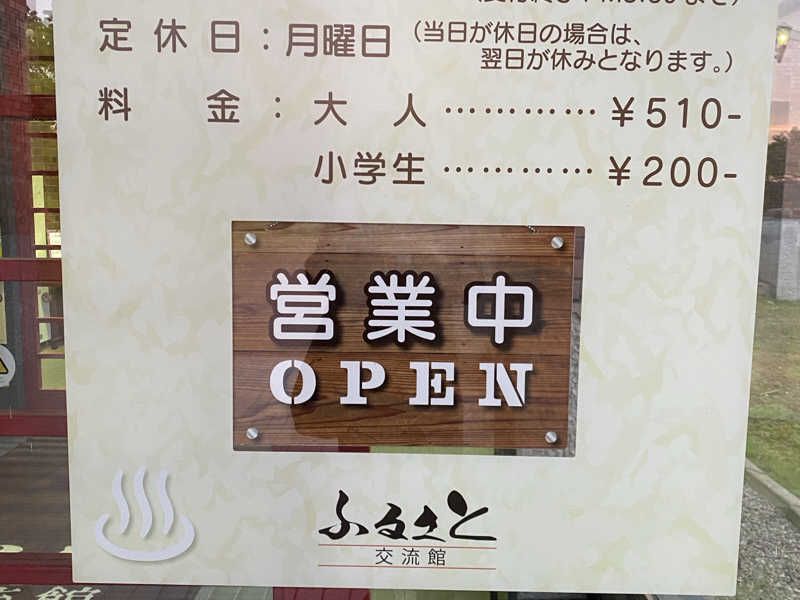 定休日：月曜日（当日が休日の場合は、
翌日が休みとなります。）
料金：大人…………¥510-
小学生…………¥200-
営業中
OPEN
ふるさと
交流館